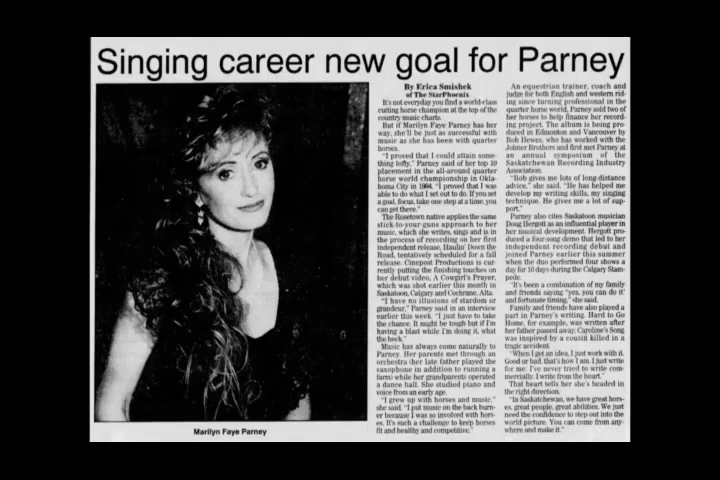 Singing career new goal for Parney
By Erica Smishek
of The StarPhoenix
It's not everyday you find a world-class
cutting horse champion at the top of the
country music charts.
But if Marilyn Faye Parney has her
way, she'll be just as successful with
music as she has been with quarter
horses.
"I proved that I could attain some-
thing lofty," Parney said of her top 10
placement in the all-around quarter
horse world championship in Okla-
homa City in 1984. "I proved that I was
able to do what I set out to do. If you set
a goal, focus, take one step at a time, you
can get there."
The Rosetown native applies the same
stick-to-your guns approach to her
music, which she writes, sings and is in
the process of recording on her first
independent release, Haulin' Down the
Road, tentatively scheduled for a fall
release. Cinepost Productions is cur-
rently putting the finishing touches on
her debut video, A Cowgirl's Prayer,
which was shot earlier this month in
Saskatoon, Calgary and Cochrane, Alta.
"I have no illusions of stardom or
grandeur," Parney said in an interview
earlier this week. "I just have to take
the chance. It might be tough but if I'm
having a blast while I'm doing it, what
the heck."
Music has always come naturally to
Parney. Her parents met through an
orchestra (her late father played the
saxophone in addition to running a
farm) while her grandparents operated
a dance hall. She studied piano and
voice from an early age.
"I grew up with horses and music,"
she said. "I put music on the back burn-
er because I was so involved with hors-
es. It's such a challenge to keep horses
fit and healthy and competitive."
An equestrian trainer, coach and
judge for both English and western rid-
ing since turning professional in the
quarter horse world, Parney sold two of
her horses to help finance her record-
ing project. The album is being pro-
duced in Edmonton and Vancouver by
Rob Hewes, who has worked with the
Johner Brothers and first met Parney at
an annual symposium of the
Saskatchewan Recording Industry
Association.
"Rob gives me lots of long-distance
advice," she said. "He has helped me
develop my writing skills, my singing
technique. He gives me a lot of sup-
port."
Parney also cites Saskatoon musician
Doug Hergott as an influential player in
her musical development. Hergott pro-
duced a four-song demo that led to her
independent recording debut and
joined Parney earlier this summer
when the duo performed four shows a
day for 10 days during the Calgary Stam-
pede.
"It's been a combination of my family
and friends saying "yes, you can do it'
and fortunate timing," she said.
Family and friends have also played a
part in Parney's writing. Hard to Go
Home, for example, was written after
her father passed away. Caroline's Song
was inspired by a cousin killed in a
tragic accident.
"When I get an idea, I just work with it.
Good or bad, that's how I am. I just write
for me. I've never tried to write com-
mercially. I write from the heart."
That heart tells her she's headed in
the right direction.
"In Saskatchewan, we have great hors-
es, great people, great abilities. We just
need the confidence to step out into the
world picture. You can come from any-
where and make it."
Marilyn Faye Parney